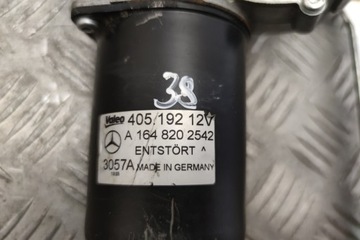 38
Valeo 405.192 12V
A 164 820 2542
ENTSTÖRT ^
3057A MADE IN GERMANY